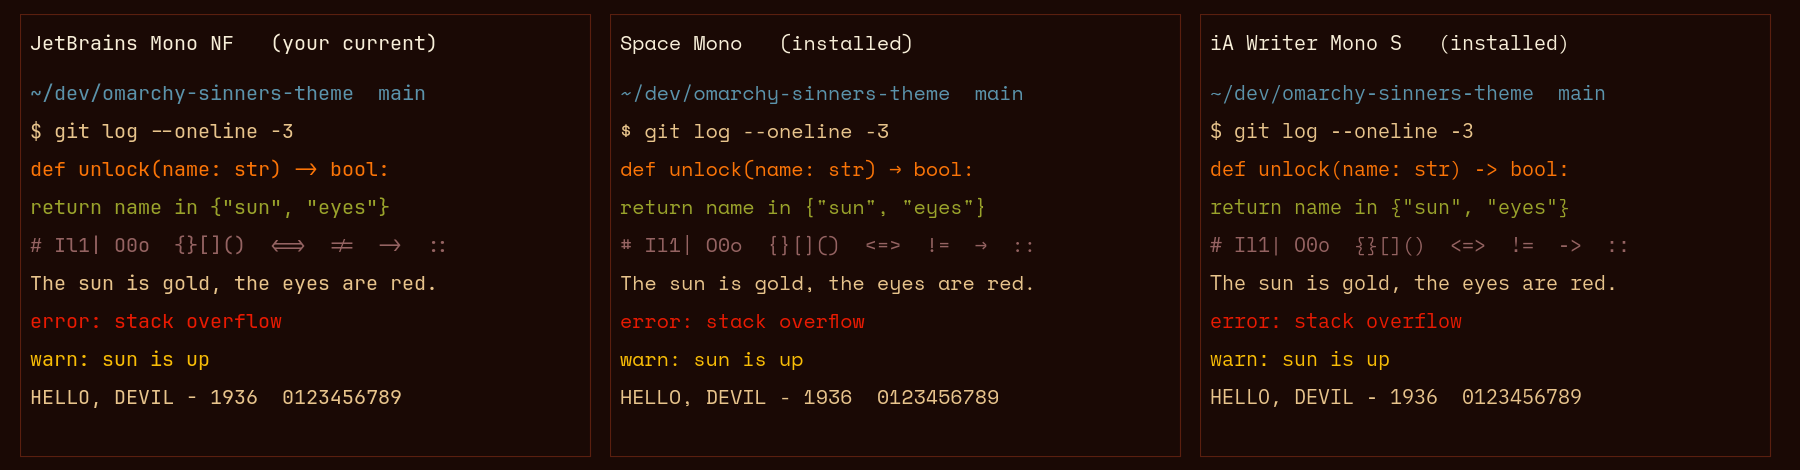 JetBrains Mono NF (your current)
~/dev/omarchy-sinners-theme main
$ git log --oneline -3
def unlock(name: str) -> bool:
return name in {"sun", "eyes"}
# Il1| O0o {}[]() <=> != -> ::
The sun is gold, the eyes are red.
error: stack overflow
warn: sun is up
HELLO, DEVIL - 1936 0123456789
Space Mono (installed)
~/dev/omarchy-sinners-theme main
$ git log --oneline -3
def unlock(name: str) → bool:
return name in {"sun", "eyes"}
# Il1| O0o {}[]() <=> != → ::
The sun is gold, the eyes are red.
error: stack overflow
warn: sun is up
HELLO, DEVIL - 1936 0123456789
iA Writer Mono S (installed)
~/dev/omarchy-sinners-theme main
$ git log --oneline -3
def unlock(name: str) -> bool:
return name in {"sun", "eyes"}
# Il1| O0o {}[]() <=> != -> ::
The sun is gold, the eyes are red.
error: stack overflow
warn: sun is up
HELLO, DEVIL - 1936 0123456789